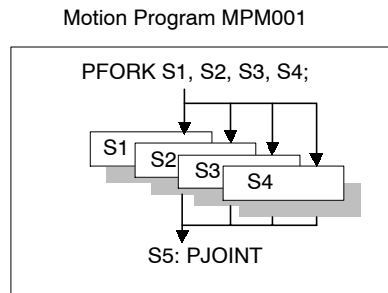 Motion Program MPM001
PFORK S1, S2, S3, S4;
S1
S2
S3
S4
S5: PJOINT